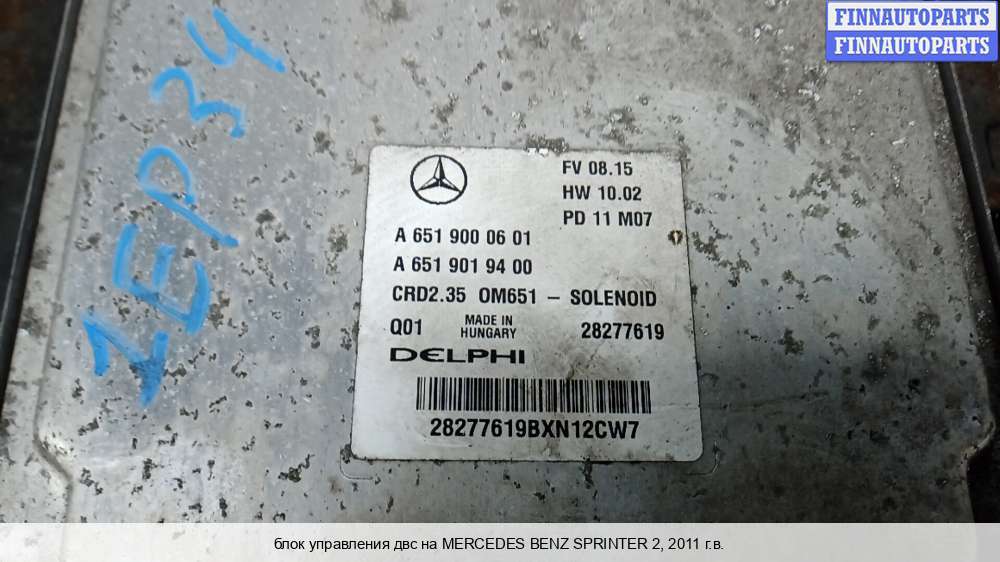 FINNAUTOPARTS
FINNAUTOPARTS
1EP34
FV 08.15
HW 10.02
PD 11 M07
A 651 900 06 01
A 651 901 94 00
CRD2.35 OM651 – SOLENOID
Q01 MADE IN HUNGARY 28277619
DELPHI
28277619BXN12CW7
блок управления двс на MERCEDES BENZ SPRINTER 2, 2011 г.в.